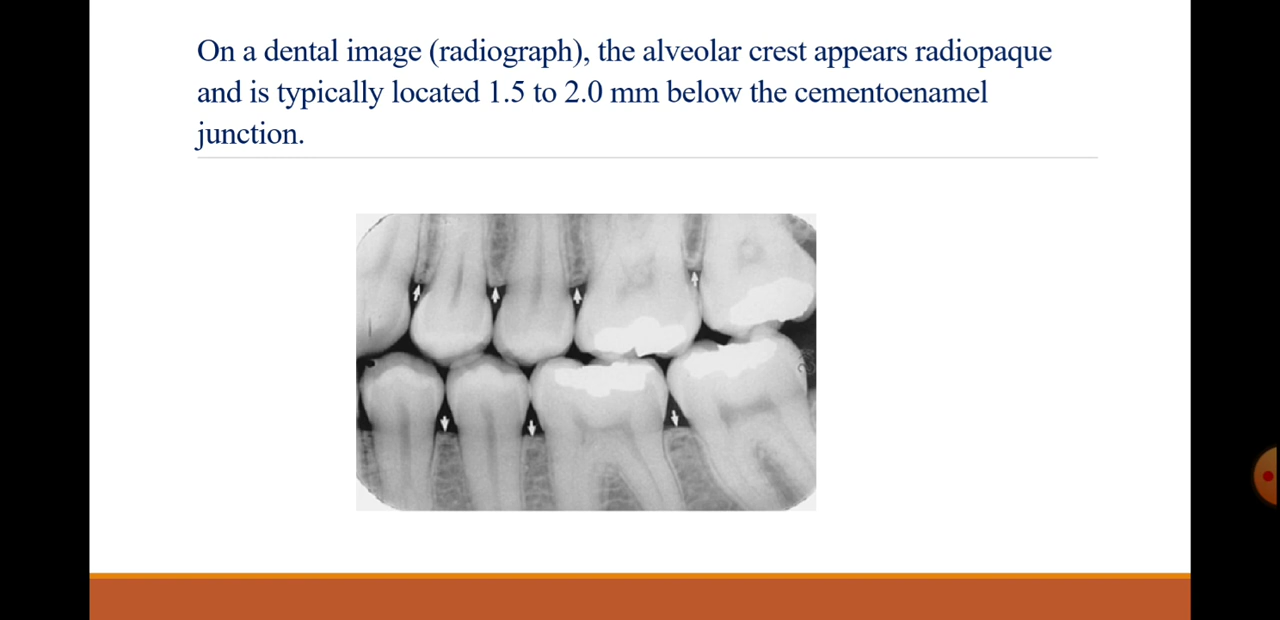 On a dental image (radiograph), the alveolar crest appears radiopaque
and is typically located 1.5 to 2.0 mm below the cementoenamel
junction.